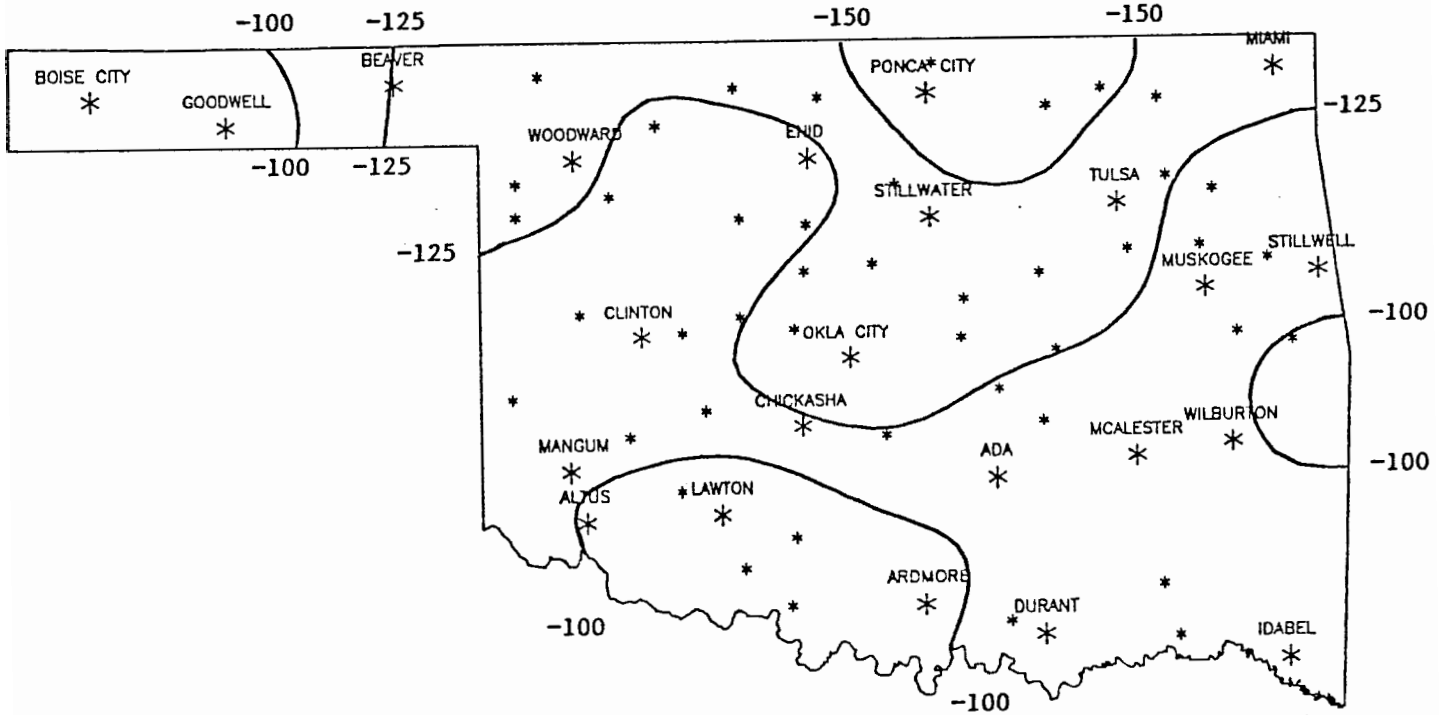 -100
-125
-150
-150
MIAMI
BEAVER
BOISE CITY
PONCA CITY
GOODWELL
-125
WOODWARD
ENID
-100
-125
STILLWATER
TULSA
-125
MUSKOGEE
STILLWELL
CLINTON
OKLA CITY
-100
CHICKASHA
WILBURTON
MCALESTER
MANGUM
ADA
-100
ALTUS
LAWTON
ARDMORE
DURANT
-100
IDABEL
-100